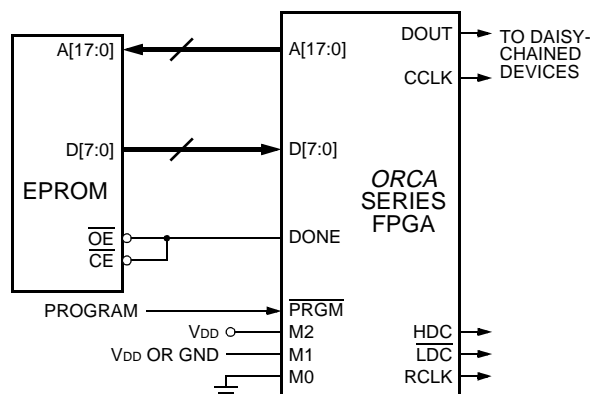 A[17:0]
D[7:0]
EPROM
OE
CE
A[17:0]
D[7:0]
DONE
PROGRAM
PRGM
VDD
M2
VDD OR GND
M1
M0
ORCA
SERIES
FPGA
DOUT
CCLK
TO DAISY-
CHAINED
DEVICES
HDC
LDC
RCLK